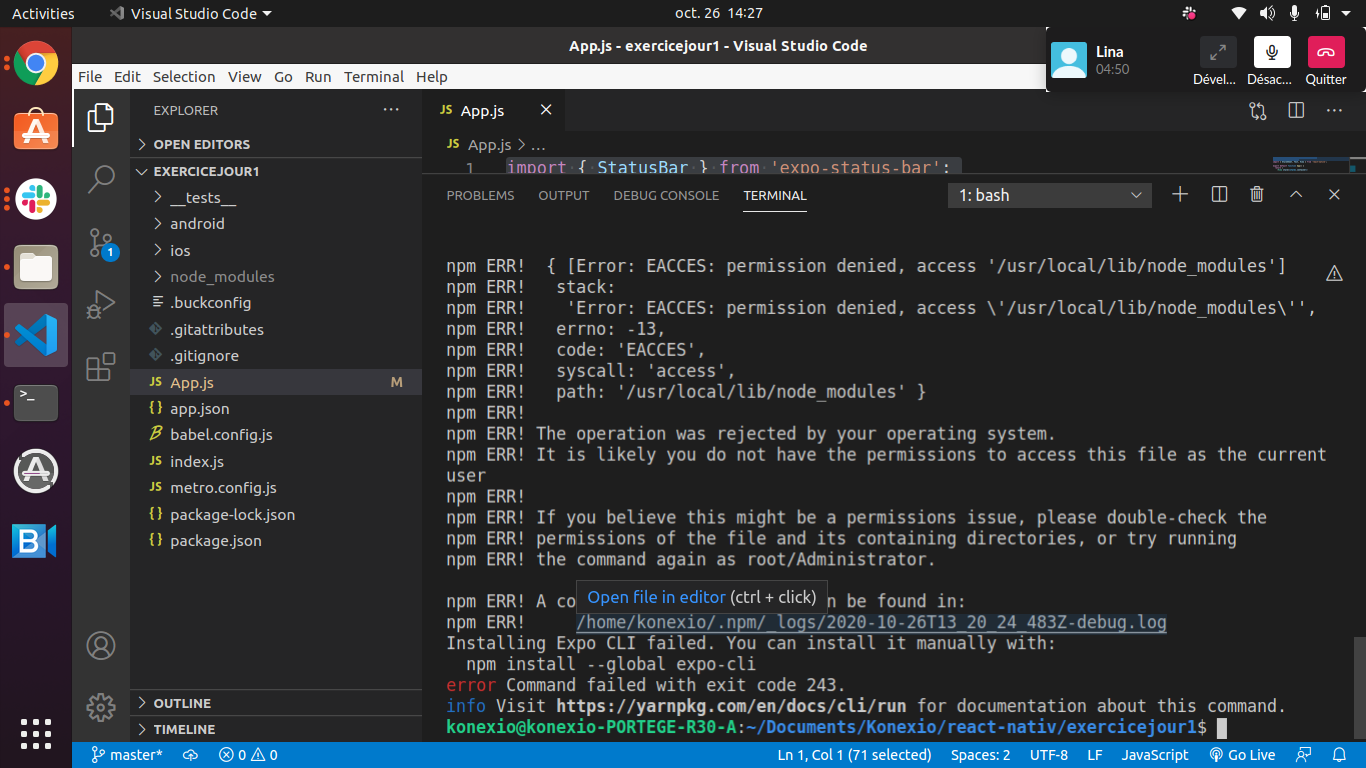 Activities
Visual Studio Code
oct. 26 14:27
App.js - exercicejour1 - Visual Studio Code
Lina
04:50
Dével... Désac... Quitter
File Edit Selection View Go Run Terminal Help
EXPLORER
OPEN EDITORS
EXERCICEJOUR1
__tests__
android
ios
node_modules
.buckconfig
.gitattributes
.gitignore
JS App.js M
{} app.json
B babel.config.js
JS index.js
JS metro.config.js
{} package-lock.json
{} package.json
OUTLINE
TIMELINE
1
JS App.js
JS App.js > ...
1 import { StatusBar } from 'expo-status-bar';
PROBLEMS OUTPUT DEBUG CONSOLE TERMINAL 1: bash
npm ERR!  { [Error: EACCES: permission denied, access '/usr/local/lib/node_modules']
npm ERR!   stack:
npm ERR!    'Error: EACCES: permission denied, access \'/usr/local/lib/node_modules\'',
npm ERR!   errno: -13,
npm ERR!   code: 'EACCES',
npm ERR!   syscall: 'access',
npm ERR!   path: '/usr/local/lib/node_modules' }
npm ERR!
npm ERR! The operation was rejected by your operating system.
npm ERR! It is likely you do not have the permissions to access this file as the current
user
npm ERR!
npm ERR! If you believe this might be a permissions issue, please double-check the
npm ERR! permissions of the file and its containing directories, or try running
npm ERR! the command again as root/Administrator.
Open file in editor (ctrl + click)
npm ERR! A co n be found in:
npm ERR!     /home/konexio/.npm/_logs/2020-10-26T13_20_24_483Z-debug.log
Installing Expo CLI failed. You can install it manually with:
  npm install --global expo-cli
error Command failed with exit code 243.
info Visit https://yarnpkg.com/en/docs/cli/run for documentation about this command.
konexio@konexio-PORTEGE-R30-A:~/Documents/Konexio/react-nativ/exercicejour1$
master* 0 0 Ln 1, Col 1 (71 selected) Spaces: 2 UTF-8 LF JavaScript Go Live